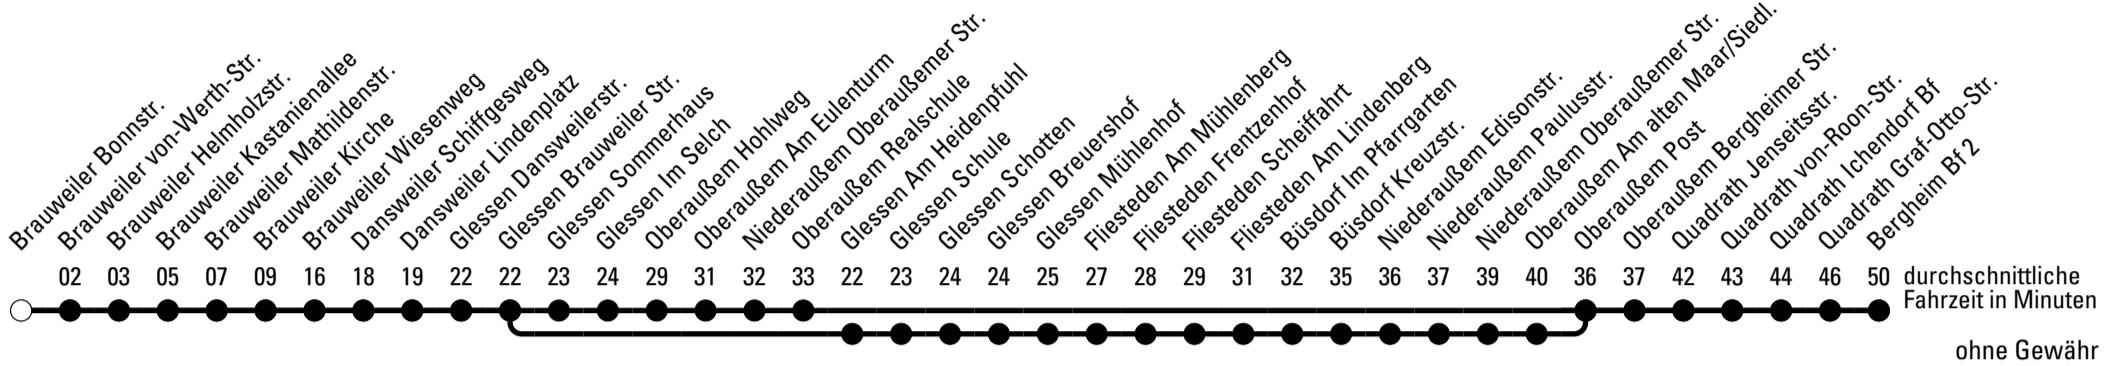 Brauweiler Bonnstr.
Brauweiler von-Werth-Str.
Brauweiler Helmholzstr.
Brauweiler Kastanienallee
Brauweiler Mathildenstr.
Brauweiler Kirche
Brauweiler Wiesenweg
Dansweiler Schiffgesweg
Dansweiler Lindenplatz
Glessen Dansweilerstr.
Glessen Brauweiler Str.
Glessen Sommerhaus
Glessen Im Selch
Oberaußem Hohlweg
Oberaußem Am Eulenturm
Niederaußem Oberaußemer Str.
Oberaußem Realschule
Glessen Am Heidenpfuhl
Glessen Schule
Glessen Schotten
Glessen Breuershof
Glessen Mühlenhof
Fliesteden Am Mühlenberg
Fliesteden Frentzenhof
Fliesteden Scheiffahrt
Fliesteden Am Lindenberg
Büsdorf Im Pfarrgarten
Büsdorf Kreuzstr.
Niederaußem Edisonstr.
Niederaußem Paulusstr.
Niederaußem Oberaußemer Str.
Oberaußem Am alten Maar/Siedl.
Oberaußem Post
Oberaußem Bergheimer Str.
Quadrath Jenseitsstr.
Quadrath von-Roon-Str.
Quadrath Ichendorf Bf
Quadrath Graf-Otto-Str.
Bergheim Bf 2
02 03 05 07 09 16 18 19 22 22 23 24 29 31 32 33 22 23 24 24 25 27 28 29 31 32 35 36 37 39 40 36 37 42 43 44 46 50 durchschnittliche
Fahrzeit in Minuten
ohne Gewähr